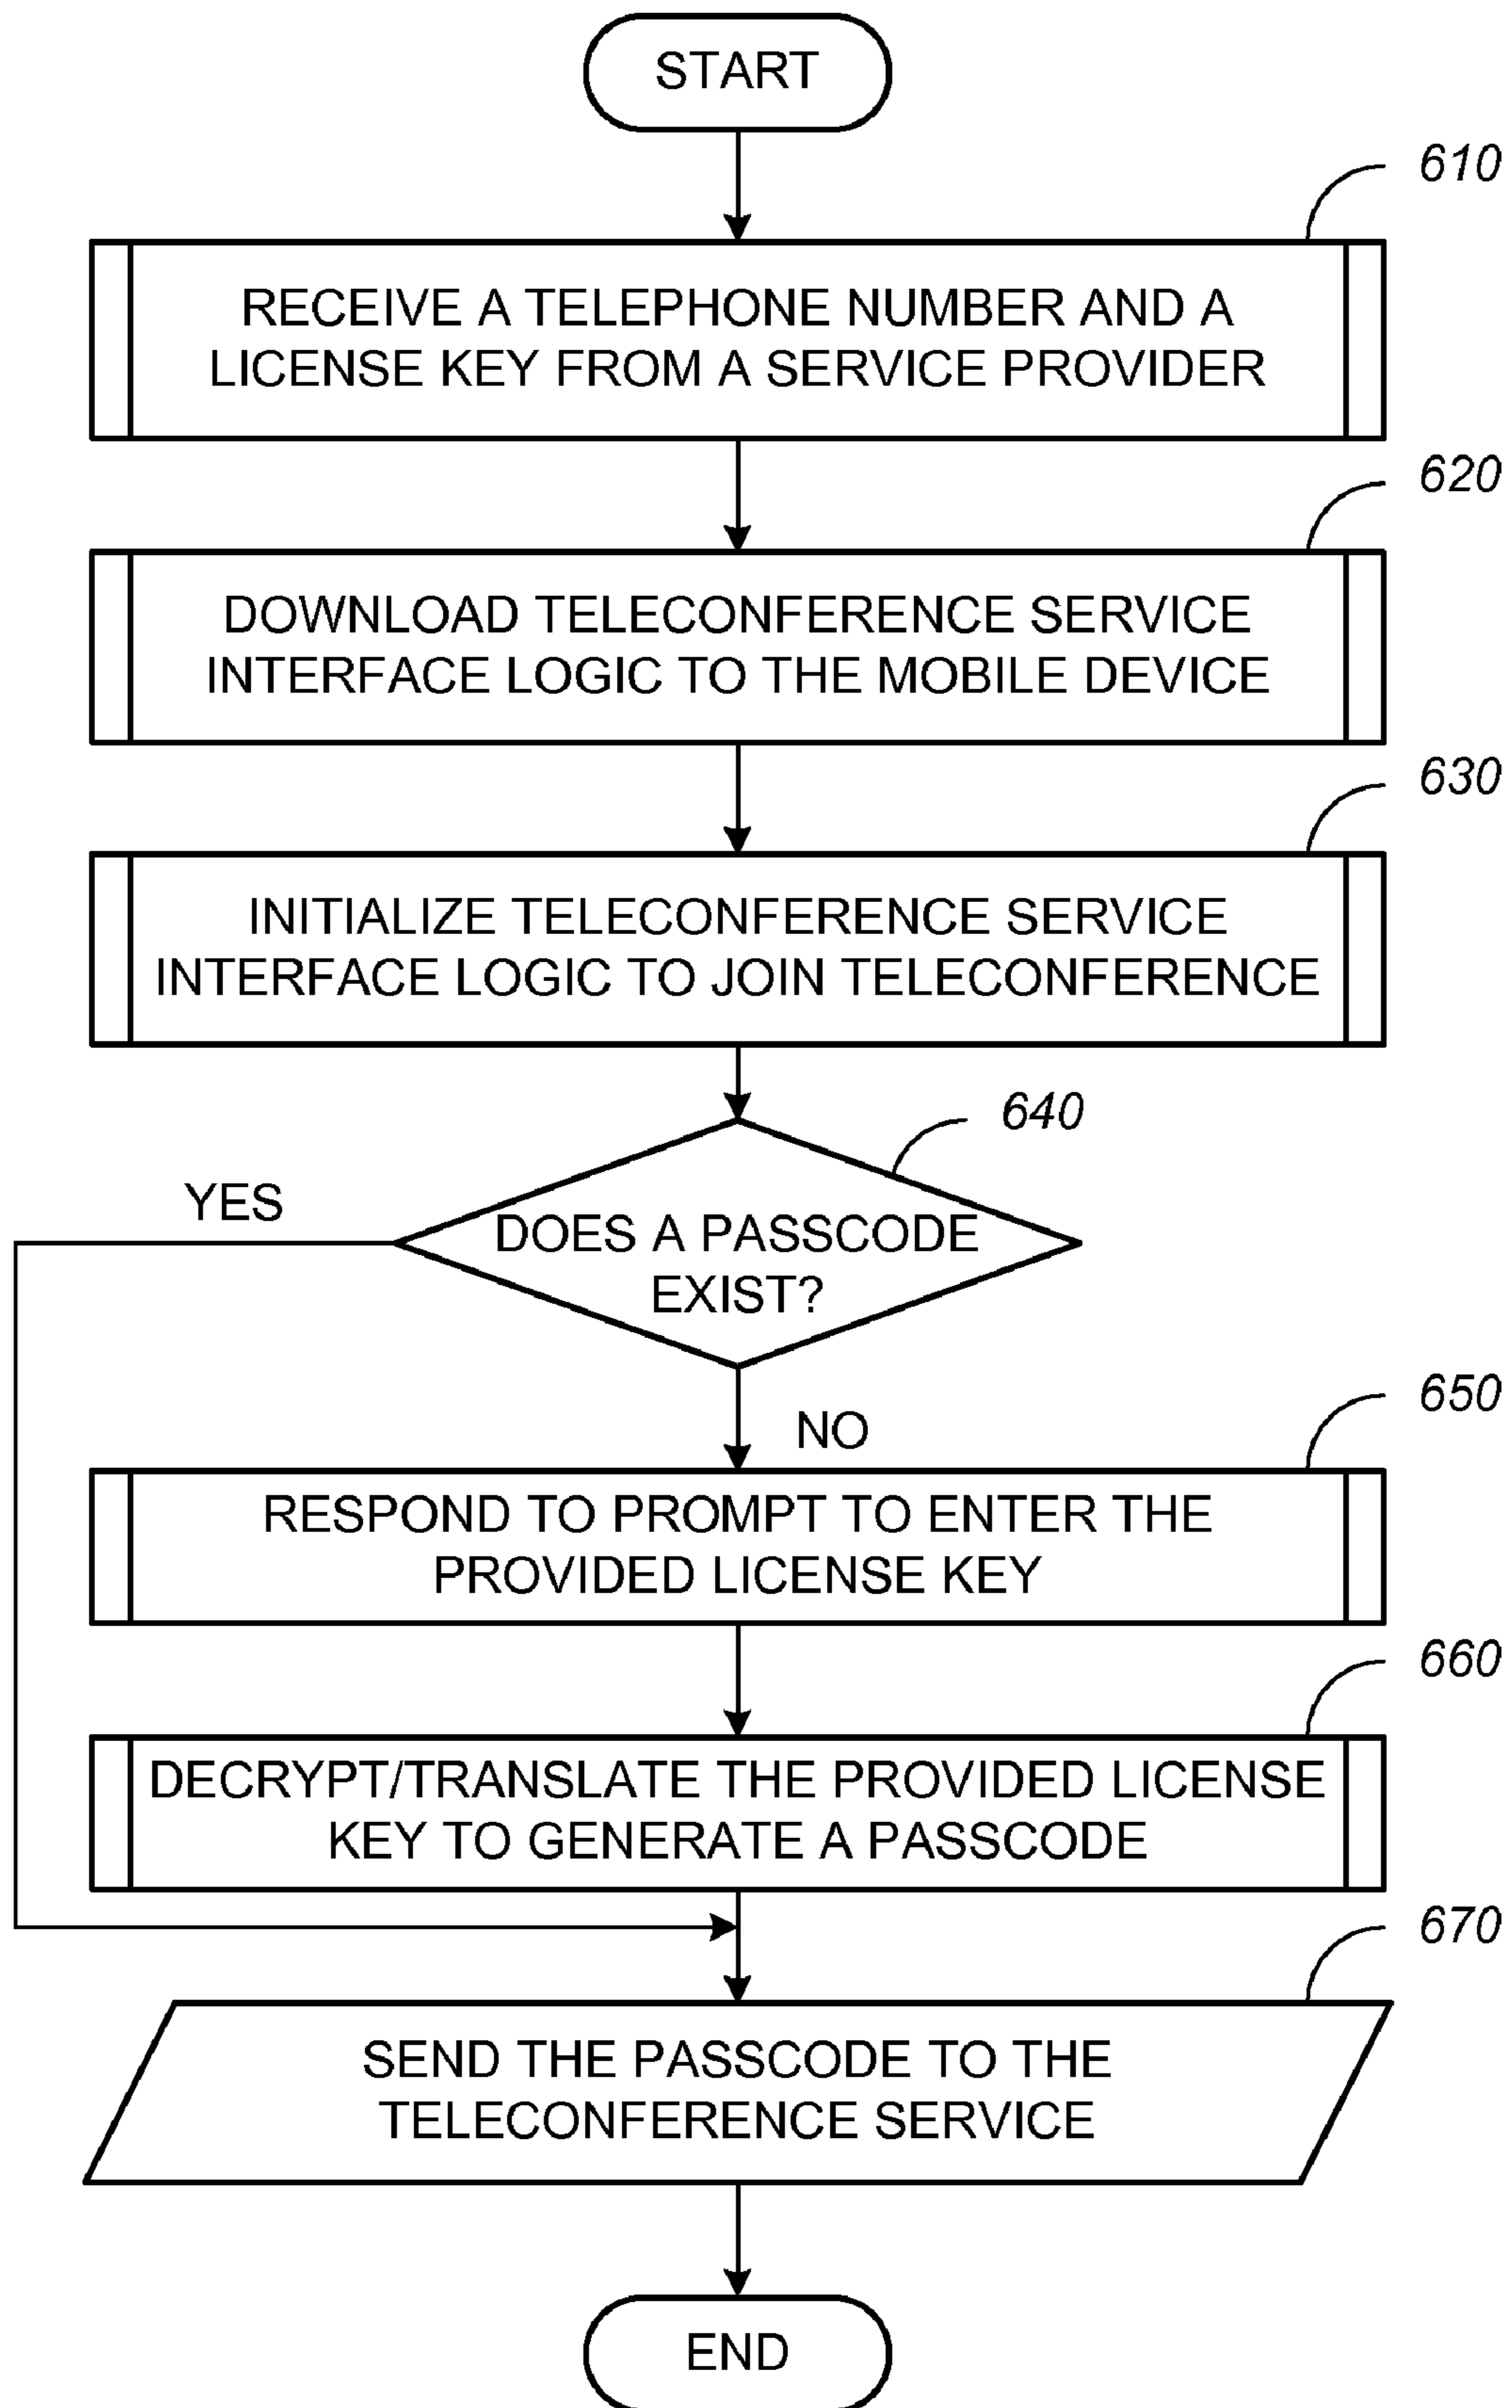 START
610
RECEIVE A TELEPHONE NUMBER AND A
LICENSE KEY FROM A SERVICE PROVIDER
620
DOWNLOAD TELECONFERENCE SERVICE
INTERFACE LOGIC TO THE MOBILE DEVICE
630
INITIALIZE TELECONFERENCE SERVICE
INTERFACE LOGIC TO JOIN TELECONFERENCE
640
YES
DOES A PASSCODE
EXIST?
NO
650
RESPOND TO PROMPT TO ENTER THE
PROVIDED LICENSE KEY
660
DECRYPT/TRANSLATE THE PROVIDED LICENSE
KEY TO GENERATE A PASSCODE
670
SEND THE PASSCODE TO THE
TELECONFERENCE SERVICE
END